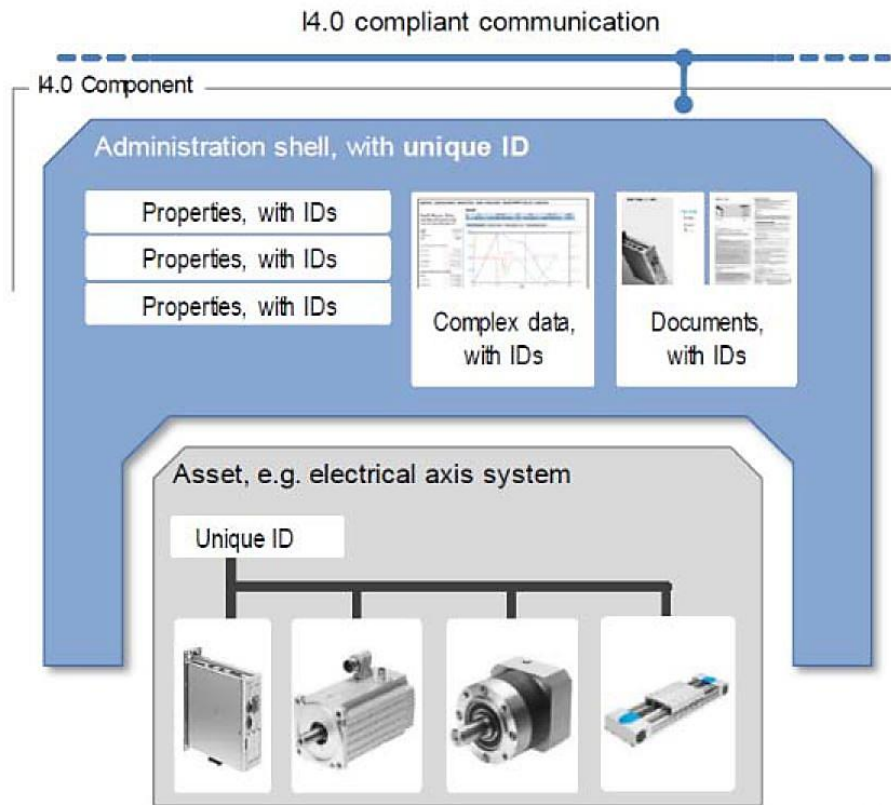 I4.0 compliant communication
I4.0 Component
Administration shell, with unique ID
Properties, with IDs
Properties, with IDs
Properties, with IDs
Complex data,
with IDs
Documents,
with IDs
Asset, e.g. electrical axis system
Unique ID